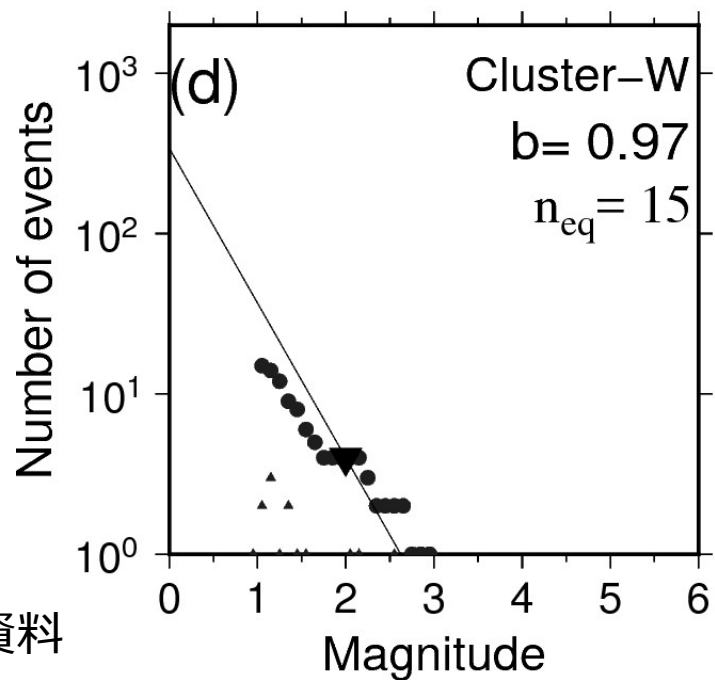 (d)
Cluster–W
b= 0.97
n_eq= 15
Number of events
10³
10²
10¹
10⁰
0 1 2 3 4 5 6
Magnitude
資料